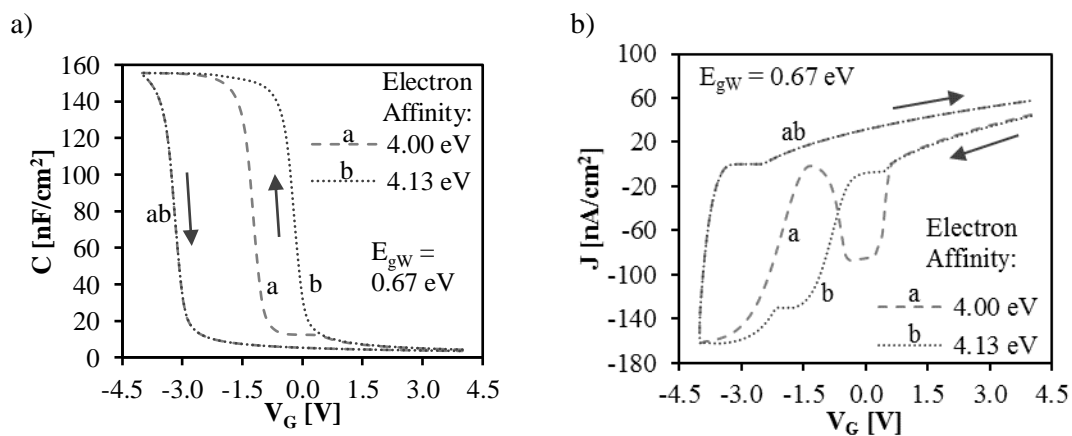 a)
160
140
120
100
80
60
40
20
0
C [nF/cm²]
-4.5 -3.0 -1.5 0.0 1.5 3.0 4.5
V_G [V]
Electron
Affinity:
a
4.00 eV
b
4.13 eV
ab
a
b
E_gW =
0.67 eV
b)
100
60
20
-20
-60
-100
-140
-180
J [nA/cm²]
-4.5 -3.0 -1.5 0.0 1.5 3.0 4.5
V_G [V]
E_gW = 0.67 eV
ab
a
b
Electron
Affinity:
a
4.00 eV
b
4.13 eV